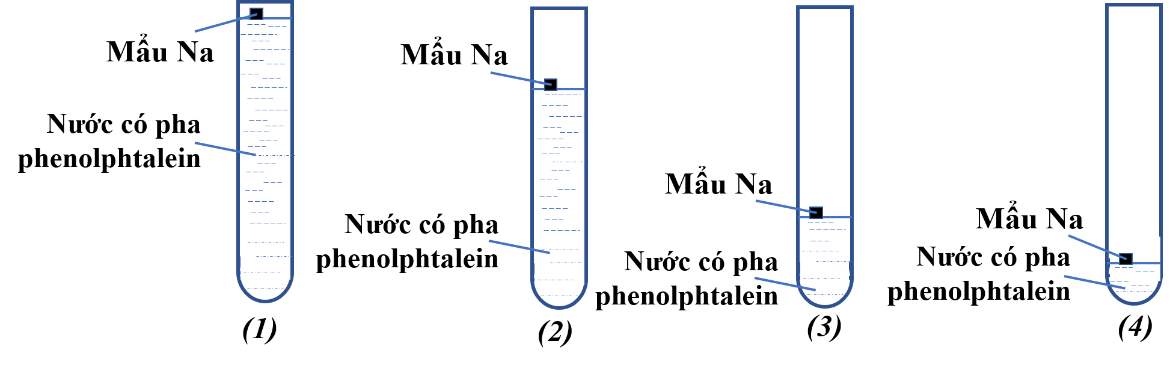 Mẩu Na
Nước có pha
phenolphtalein
(1)
Mẩu Na
Nước có pha
phenolphtalein
(2)
Mẩu Na
Nước có pha
phenolphtalein
(3)
Mẩu Na
Nước có pha
phenolphtalein
(4)